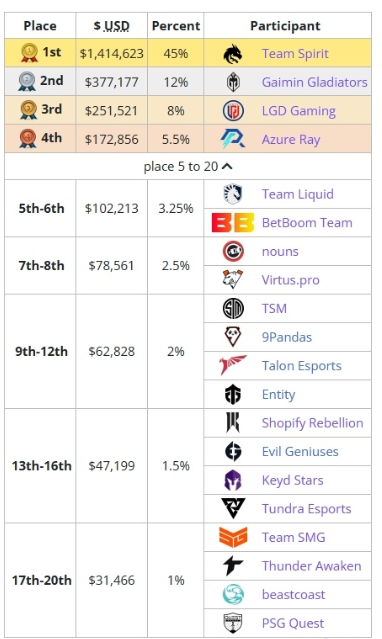 Place $ USD Percent Participant
1st $1,414,623 45% Team Spirit
2nd $377,177 12% Gaimin Gladiators
3rd $251,521 8% LGD Gaming
4th $172,856 5.5% Azure Ray
place 5 to 20
5th-6th $102,213 3.25% Team Liquid
BetBoom Team
7th-8th $78,561 2.5% nouns
Virtus.pro
9th-12th $62,828 2% TSM
9Pandas
Talon Esports
Entity
13th-16th $47,199 1.5% Shopify Rebellion
Evil Geniuses
Keyd Stars
Tundra Esports
17th-20th $31,466 1% Team SMG
Thunder Awaken
beastcoast
PSG Quest